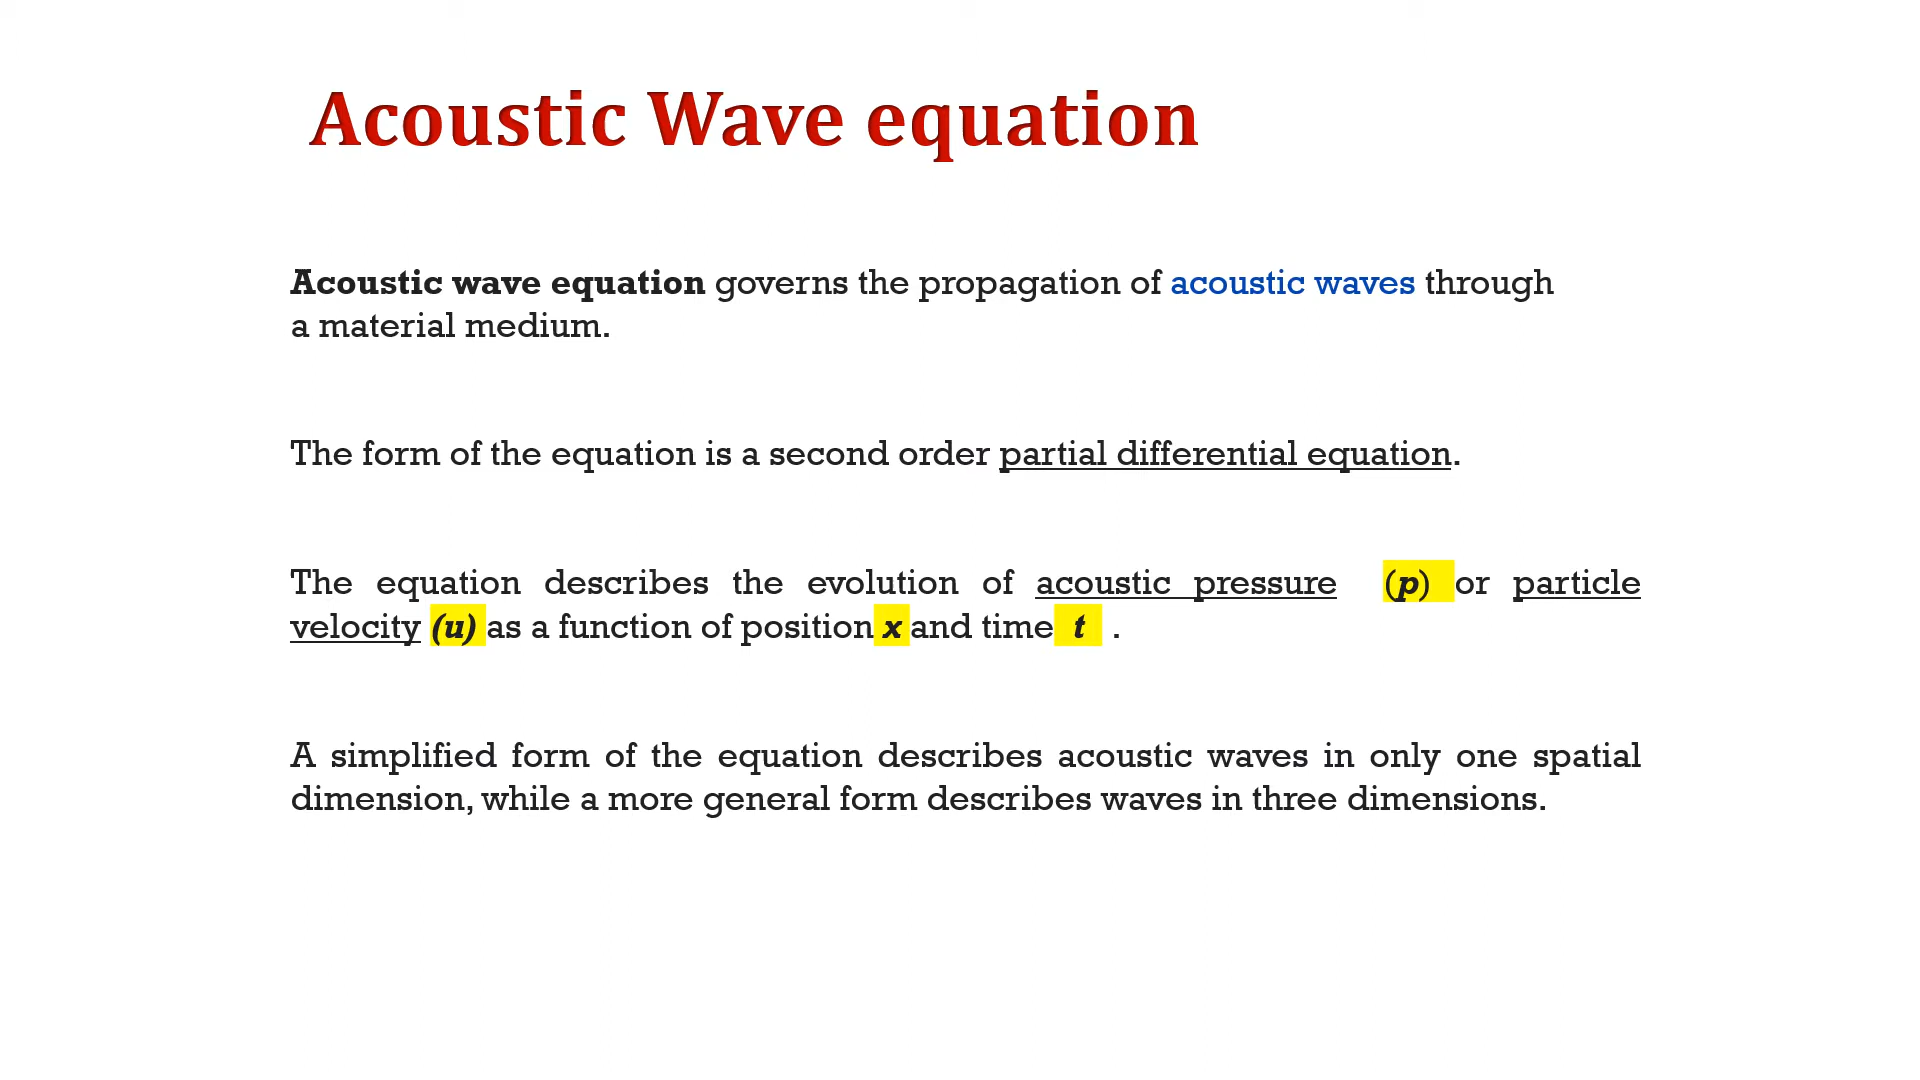 Acoustic Wave equation
Acoustic wave equation governs the propagation of acoustic waves through
a material medium.
The form of the equation is a second order partial differential equation.
The equation describes the evolution of acoustic pressure (p) or particle
velocity (u) as a function of position x and time t .
A simplified form of the equation describes acoustic waves in only one spatial
dimension, while a more general form describes waves in three dimensions.